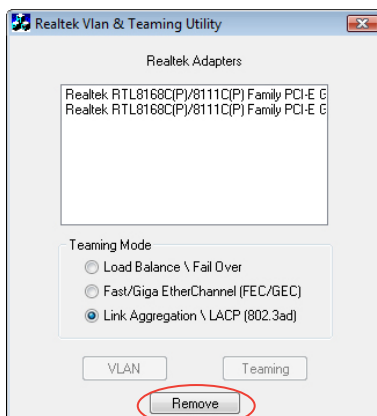 Realtek Vlan & Teaming Utility
Realtek Adapters
Realtek RTL8168C(P)/8111C(P) Family PCI-E G
Realtek RTL8168C(P)/8111C(P) Family PCI-E G
Teaming Mode
Load Balance \ Fail Over
Fast/Giga EtherChannel (FEC/GEC)
Link Aggregation \ LACP (802.3ad)
VLAN Teaming
Remove